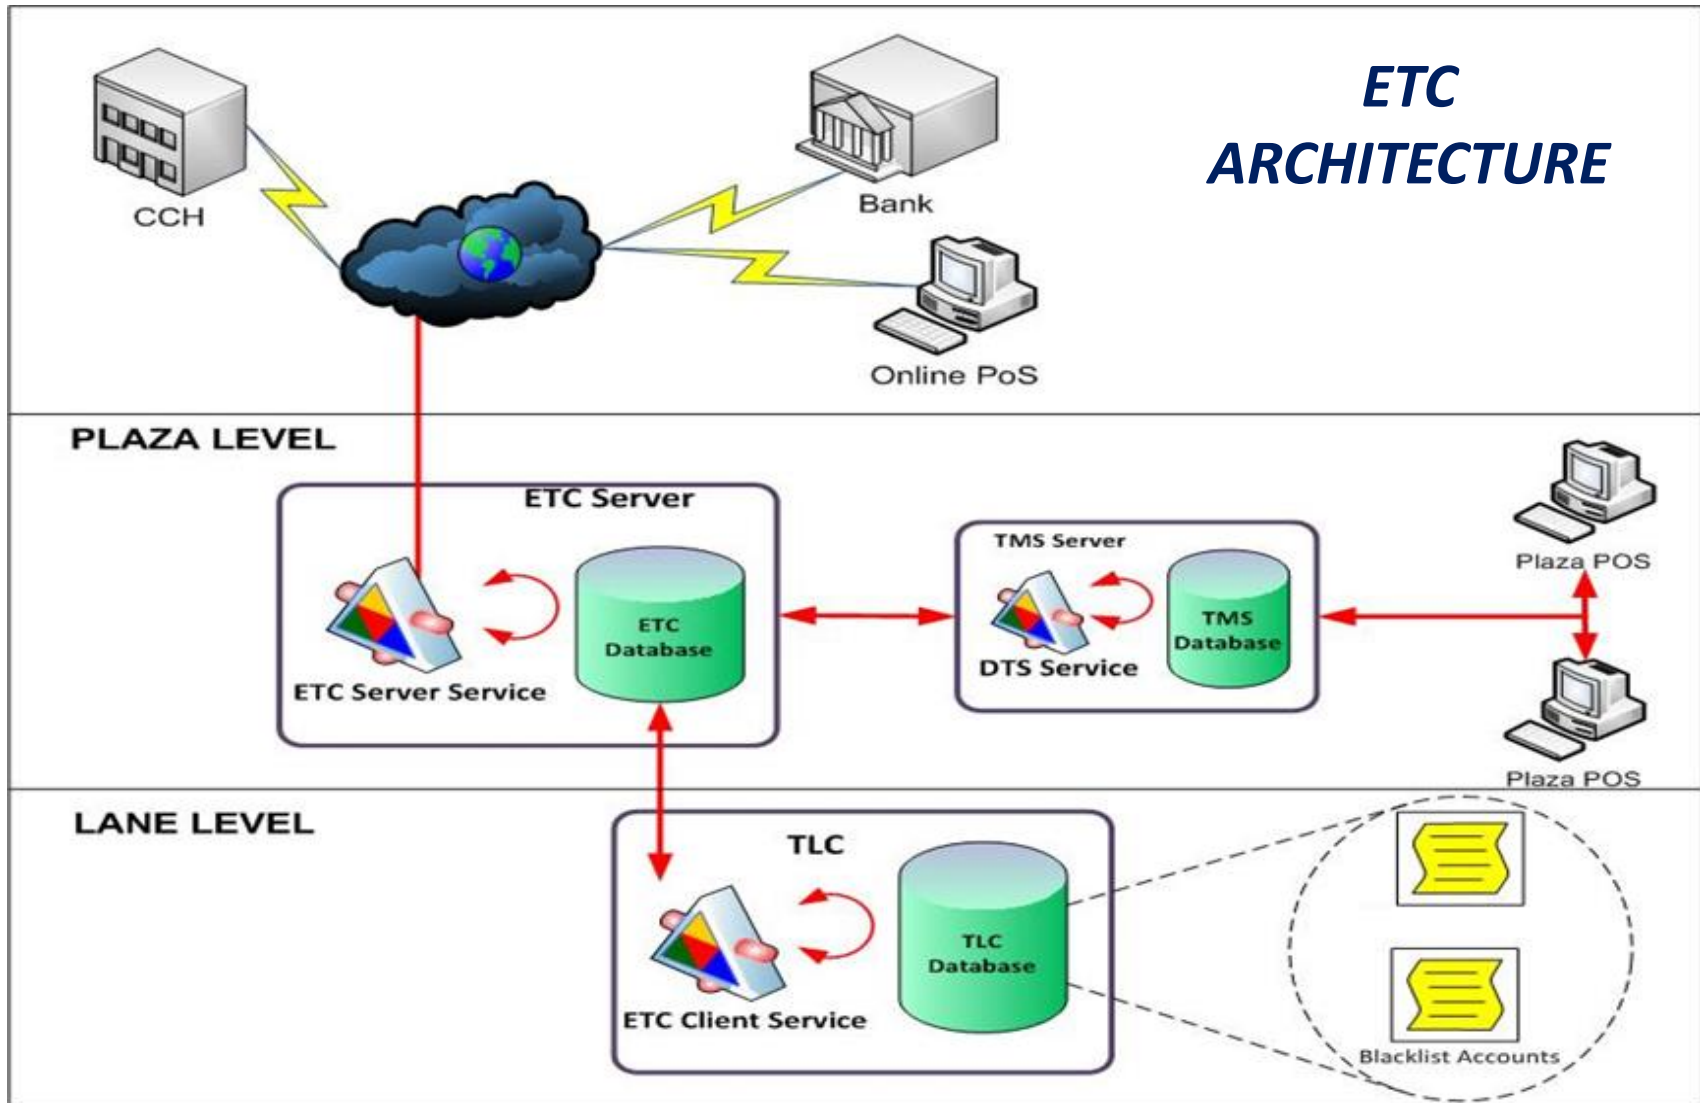 ETC
ARCHITECTURE
CCH
Bank
Online PoS
PLAZA LEVEL
ETC Server
ETC
Database
ETC Server Service
TMS Server
TMS
Database
DTS Service
Plaza POS
Plaza POS
LANE LEVEL
TLC
TLC
Database
ETC Client Service
Blacklist Accounts